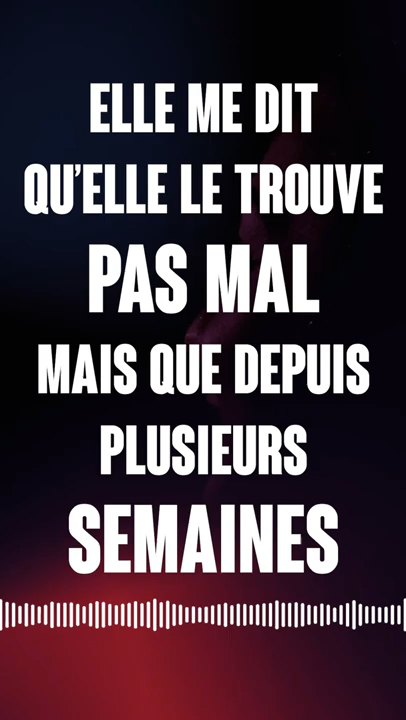 ELLE ME DIT
QU'ELLE LE TROUVE
PAS MAL
MAIS QUE DEPUIS
PLUSIEURS
SEMAINES